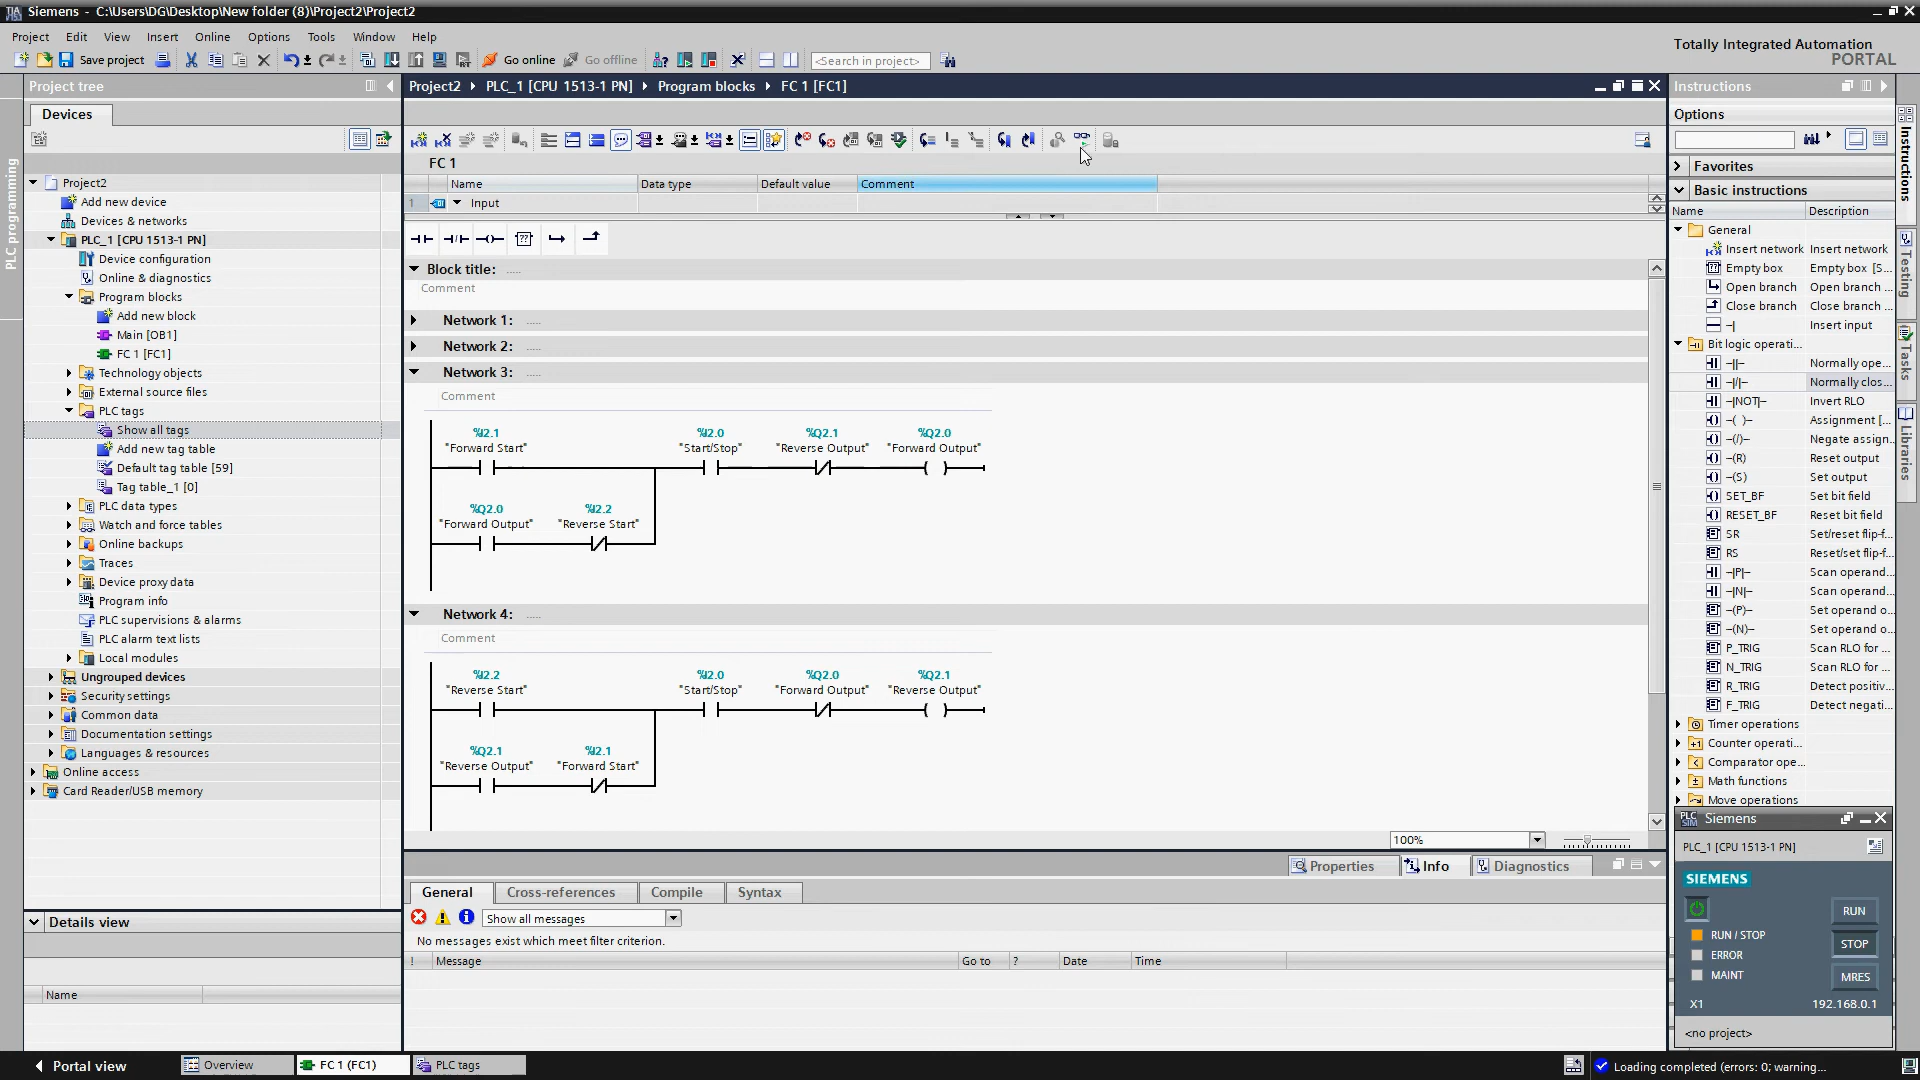 Siemens - C:\Users\DG\Desktop\New folder (8)\Project2\Project2
Project Edit View Insert Online Options Tools Window Help
Totally Integrated Automation
PORTAL
Save project
Go online
Go offline
<Search in project>
Project tree
Project2 PLC_1 [CPU 1513-1 PN] Program blocks FC 1 [FC1]
Instructions
Devices
Options
PLC programming
FC 1
Name Data type Default value Comment
1 Input
Project2
Add new device
Devices & networks
PLC_1 [CPU 1513-1 PN]
Device configuration
Online & diagnostics
Program blocks
Add new block
Main [OB1]
FC 1 [FC1]
Technology objects
External source files
PLC tags
Show all tags
Add new tag table
Default tag table [59]
Tag table_1 [0]
PLC data types
Watch and force tables
Online backups
Traces
Device proxy data
Program info
PLC supervisions & alarms
PLC alarm text lists
Local modules
Ungrouped devices
Security settings
Common data
Documentation settings
Languages & resources
Online access
Card Reader/USB memory
Details view
Name
Block title: .....
Comment
Network 1: .....
Network 2: .....
Network 3: .....
Comment
%I2.1 %I2.0 %Q2.1 %Q2.0
"Forward Start" "Start/Stop" "Reverse Output" "Forward Output"
%Q2.0 %I2.2
"Forward Output" "Reverse Start"
Network 4: .....
Comment
%I2.2 %I2.0 %Q2.0 %Q2.1
"Reverse Start" "Start/Stop" "Forward Output" "Reverse Output"
%Q2.1 %I2.1
"Reverse Output" "Forward Start"
100%
Properties Info Diagnostics
General Cross-references Compile Syntax
Show all messages
No messages exist which meet filter criterion.
! Message Go to ? Date Time
Favorites
Basic instructions
Name Description
General
Insert network Insert network
Empty box Empty box [S...
Open branch Open branch ...
Close branch Close branch ...
-| Insert input
Bit logic operati...
-||- Normally ope...
-|/|- Normally clos...
-|NOT|- Invert RLO
-( )- Assignment [...
-(/)- Negate assign...
-(R) Reset output
-(S) Set output
SET_BF Set bit field
RESET_BF Reset bit field
SR Set/reset flip-f...
RS Reset/set flip-f...
-|P|- Scan operand...
-|N|- Scan operand...
-(P)- Set operand o...
-(N)- Set operand o...
P_TRIG Scan RLO for ...
N_TRIG Scan RLO for ...
R_TRIG Detect positiv...
F_TRIG Detect negati...
Timer operations
Counter operati...
Comparator ope...
Math functions
Move operations
Instructions
Testing
Tasks
Libraries
PLC SIM Siemens
PLC_1 [CPU 1513-1 PN]
SIEMENS
RUN
RUN / STOP
STOP
ERROR
MAINT
MRES
X1 192.168.0.1
<no project>
Portal view
Overview
FC 1 (FC1)
PLC tags
Loading completed (errors: 0; warning...